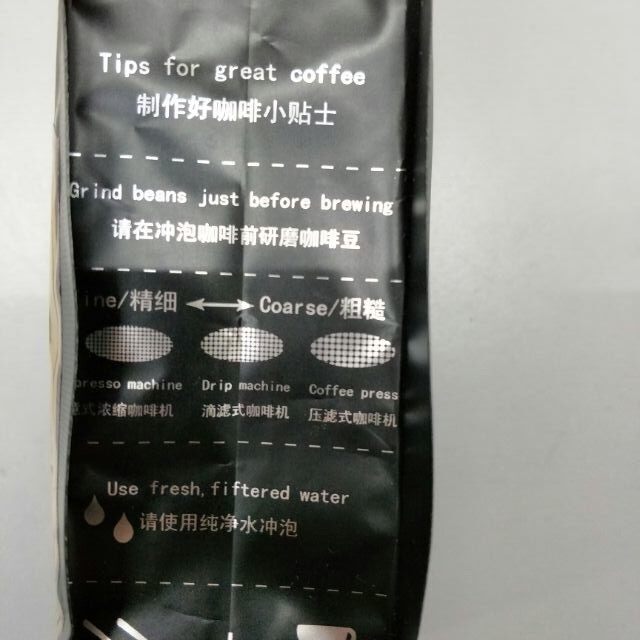 Tips for great coffee
制作好咖啡小贴士
Grind beans just before brewing
请在冲泡咖啡前研磨咖啡豆
ine/精细 Coarse/粗糙
presso machine Drip machine Coffee press
式浓缩咖啡机 滴滤式咖啡机 压滤式咖啡机
Use fresh,fiftered water
请使用纯净水冲泡